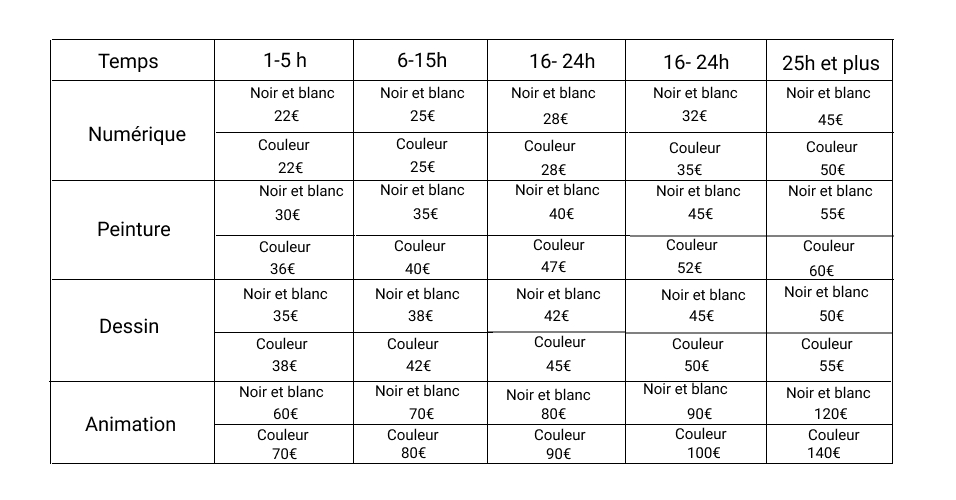 Temps 1-5 h 6-15h 16- 24h 16- 24h 25h et plus
Numérique
Noir et blanc Noir et blanc Noir et blanc Noir et blanc Noir et blanc
22€ 25€ 28€ 32€ 45€
Couleur Couleur Couleur Couleur Couleur
22€ 25€ 28€ 35€ 50€
Peinture
Noir et blanc Noir et blanc Noir et blanc Noir et blanc Noir et blanc
30€ 35€ 40€ 45€ 55€
Couleur Couleur Couleur Couleur Couleur
36€ 40€ 47€ 52€ 60€
Dessin
Noir et blanc Noir et blanc Noir et blanc Noir et blanc Noir et blanc
35€ 38€ 42€ 45€ 50€
Couleur Couleur Couleur Couleur Couleur
38€ 42€ 45€ 50€ 55€
Animation
Noir et blanc Noir et blanc Noir et blanc Noir et blanc Noir et blanc
60€ 70€ 80€ 90€ 120€
Couleur Couleur Couleur Couleur Couleur
70€ 80€ 90€ 100€ 140€